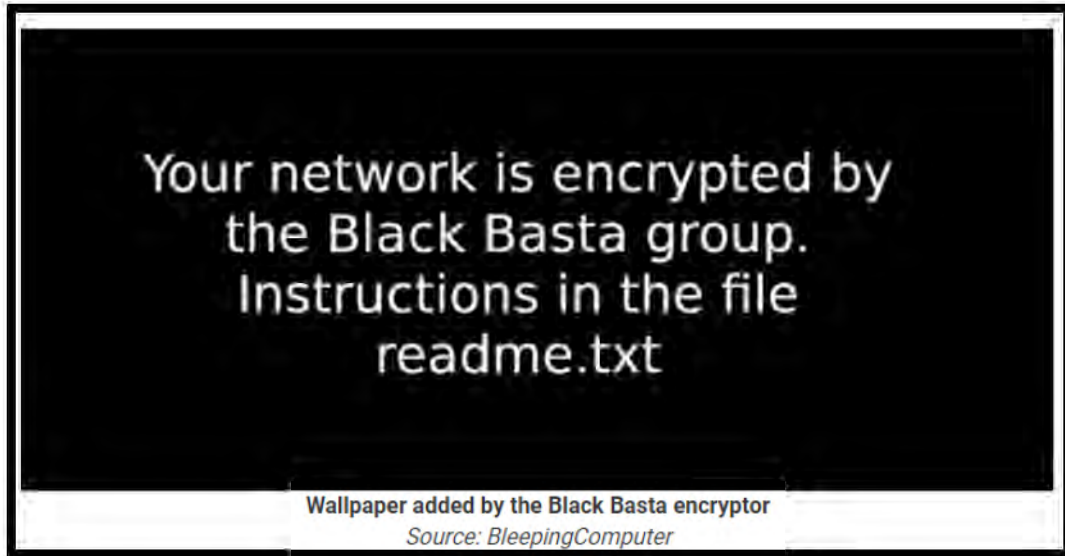 Your network is encrypted by
the Black Basta group.
Instructions in the file
readme.txt
Wallpaper added by the Black Basta encryptor
Source: BleepingComputer